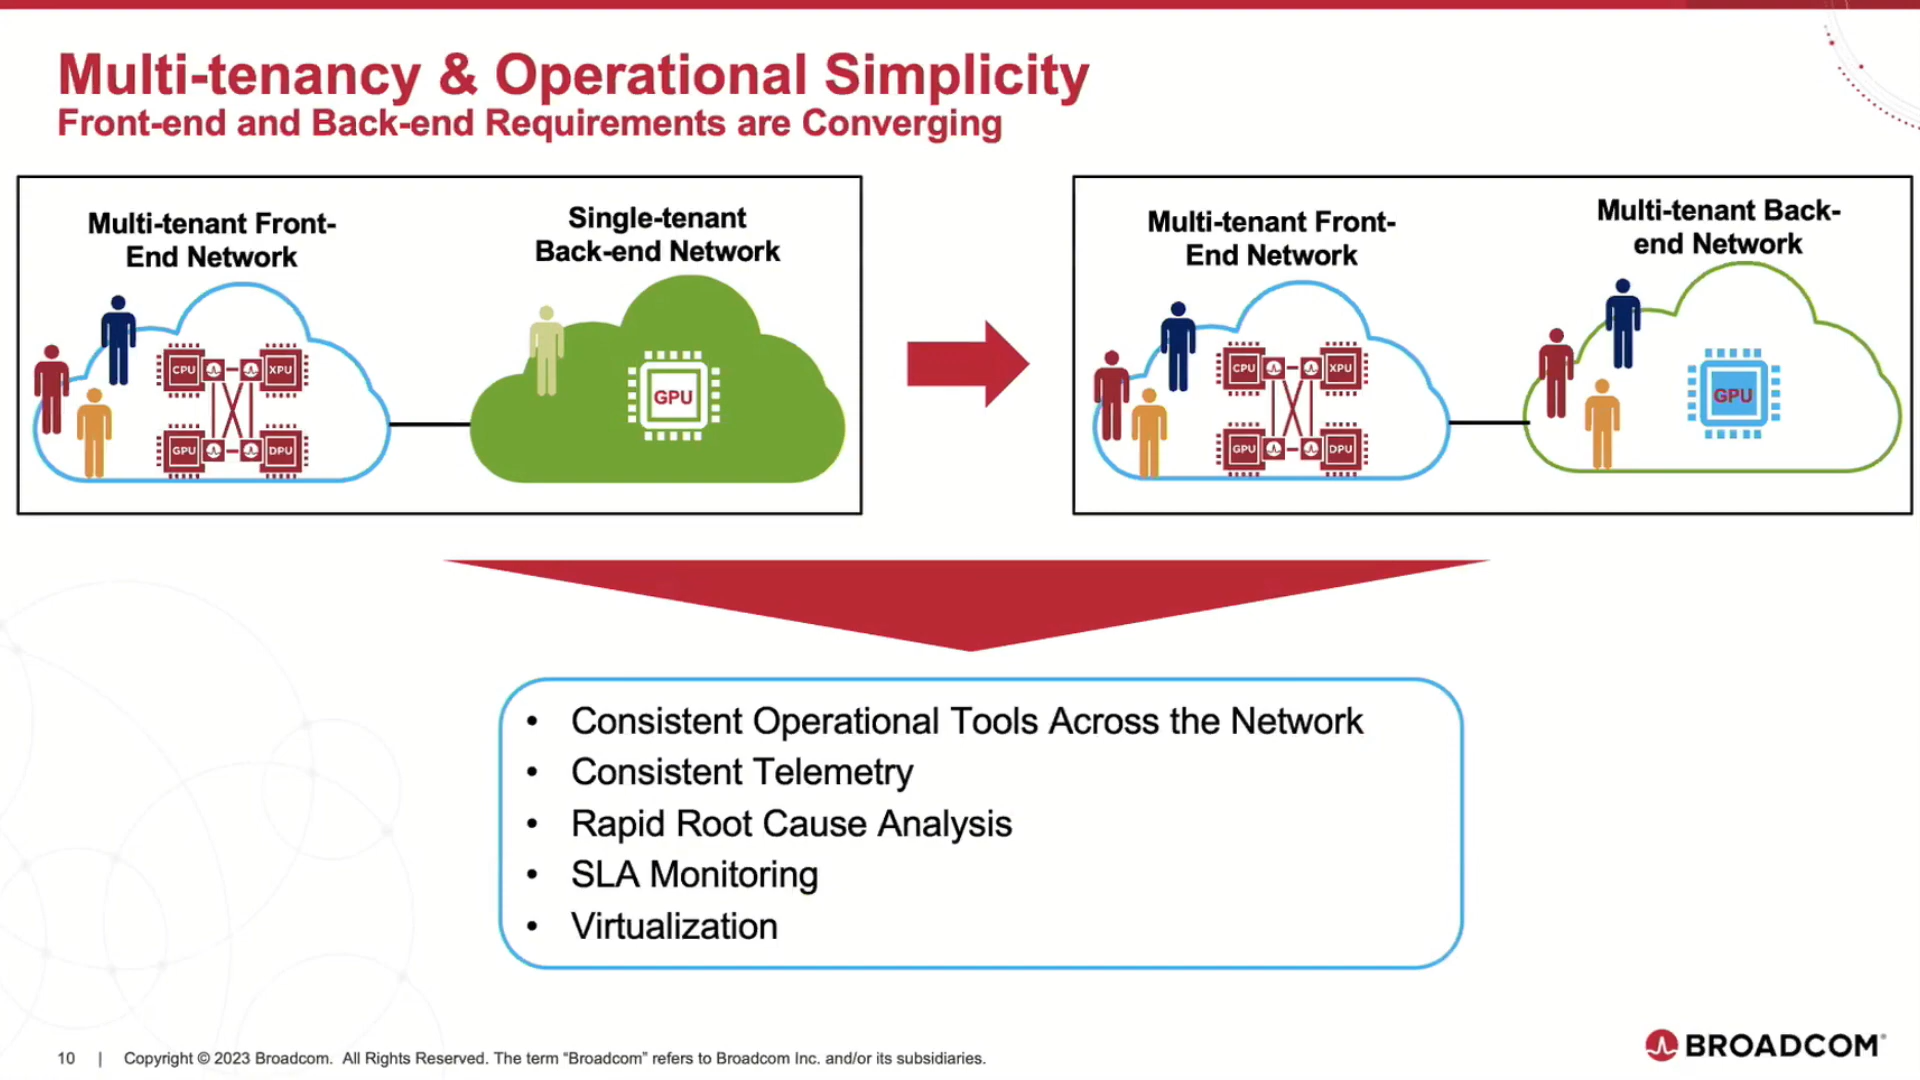 Multi-tenancy & Operational Simplicity
Front-end and Back-end Requirements are Converging
Multi-tenant Front-
End Network
Single-tenant
Back-end Network
CPU
XPU
GPU
DPU
GPU
Multi-tenant Front-
End Network
Multi-tenant Back-
end Network
CPU
XPU
GPU
DPU
GPU
• Consistent Operational Tools Across the Network
• Consistent Telemetry
• Rapid Root Cause Analysis
• SLA Monitoring
• Virtualization
10 | Copyright © 2023 Broadcom. All Rights Reserved. The term “Broadcom” refers to Broadcom Inc. and/or its subsidiaries.
BROADCOM®